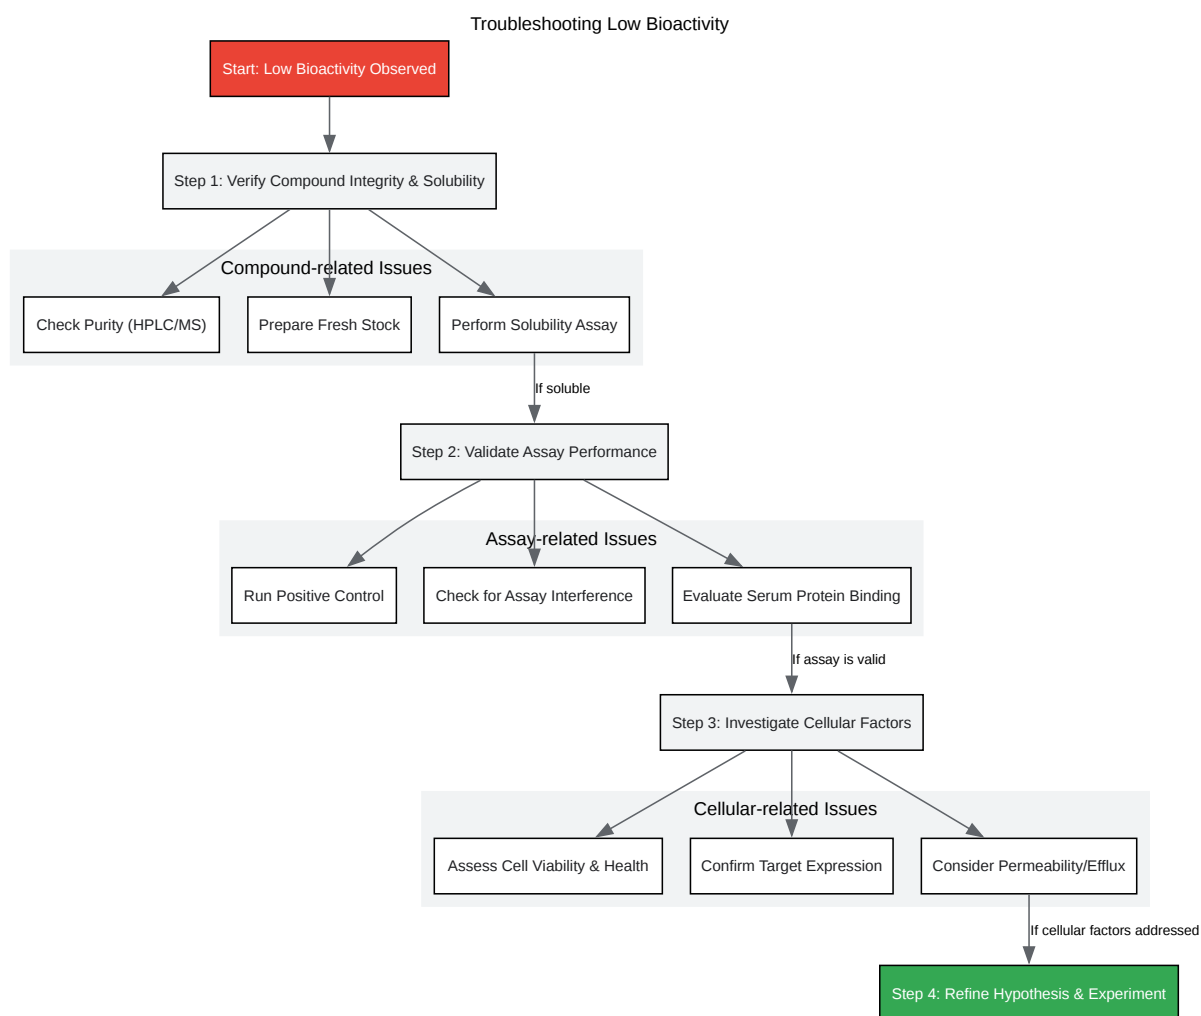 Troubleshooting Low Bioactivity
Start: Low Bioactivity Observed
Step 1: Verify Compound Integrity & Solubility
Compound-related Issues
Check Purity (HPLC/MS)
Prepare Fresh Stock
Perform Solubility Assay
If soluble
Step 2: Validate Assay Performance
Assay-related Issues
Run Positive Control
Check for Assay Interference
Evaluate Serum Protein Binding
If assay is valid
Step 3: Investigate Cellular Factors
Cellular-related Issues
Assess Cell Viability & Health
Confirm Target Expression
Consider Permeability/Efflux
If cellular factors addressed
Step 4: Refine Hypothesis & Experiment